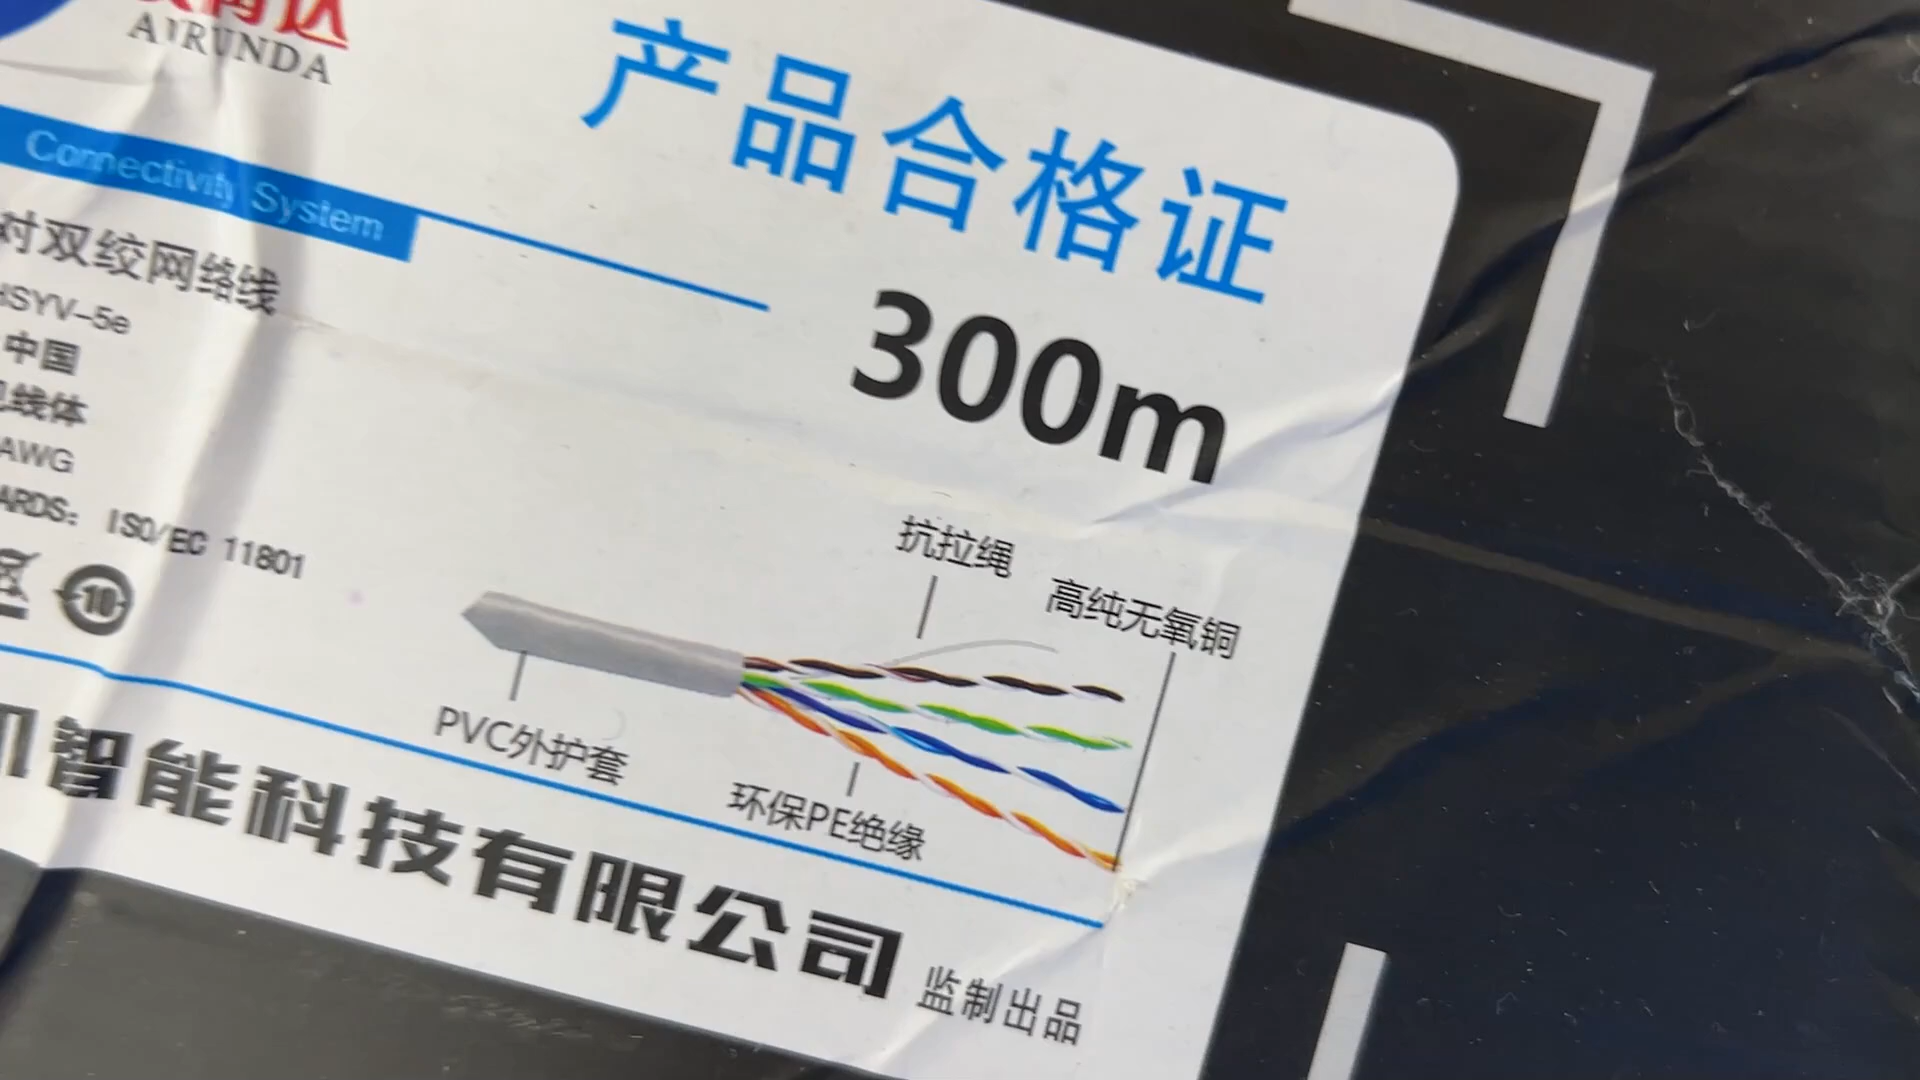 AIRUNDA
产品合格证
Connectivity System
对双绞网络线
300m
HSYV-5e
中国
线体
AWG
ARDS: ISO/IEC 11801
10
抗拉绳
高纯无氧铜
PVC外护套
环保PE绝缘
智能科技有限公司 监制出品